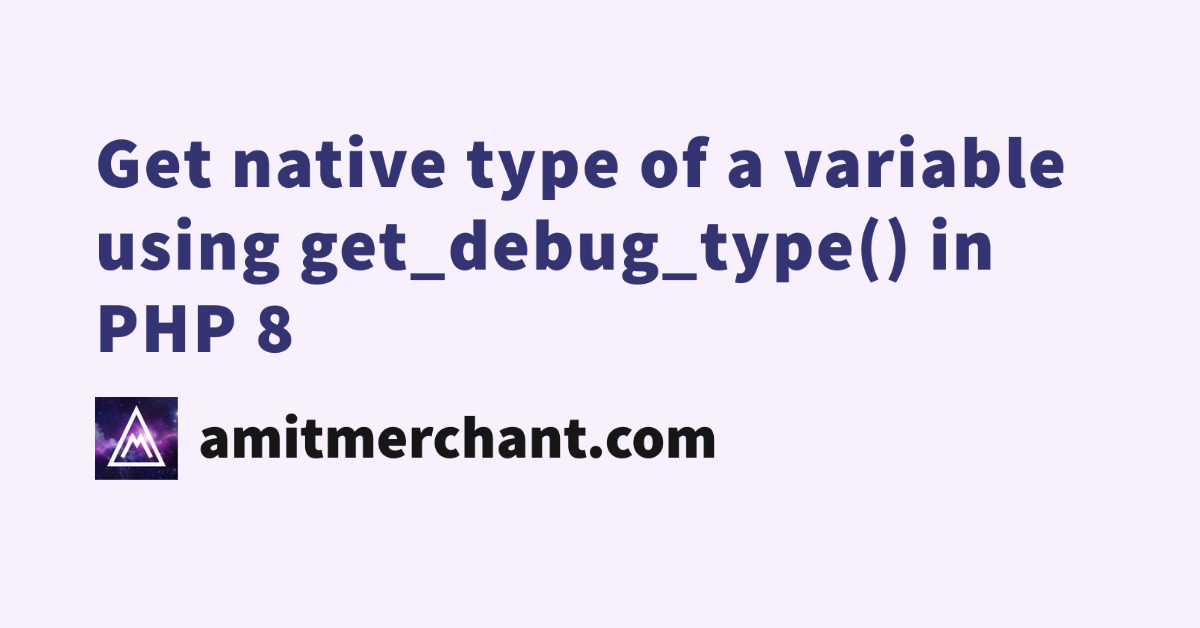 Get native type of a variable
using get_debug_type() in
PHP 8
amitmerchant.com